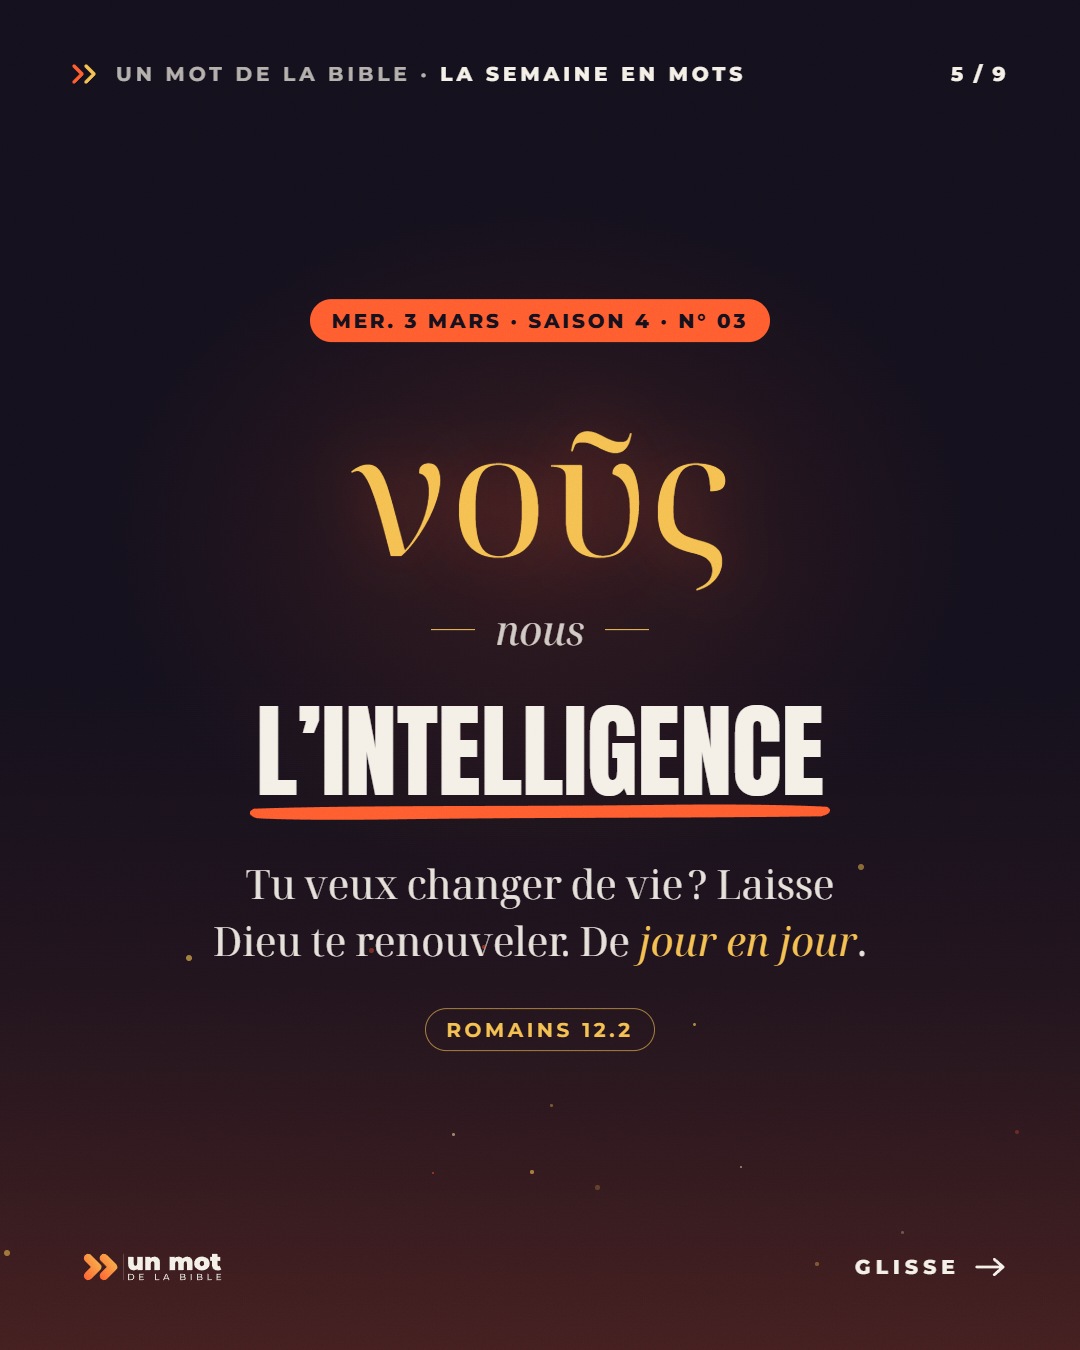 UN MOT DE LA BIBLE · LA SEMAINE EN MOTS
5 / 9
MER. 3 MARS · SAISON 4 · N° 03
νοῦς
nous
L’INTELLIGENCE
Tu veux changer de vie ? Laisse
Dieu te renouveler. De jour en jour.
ROMAINS 12.2
un mot
DE LA BIBLE
GLISSE →